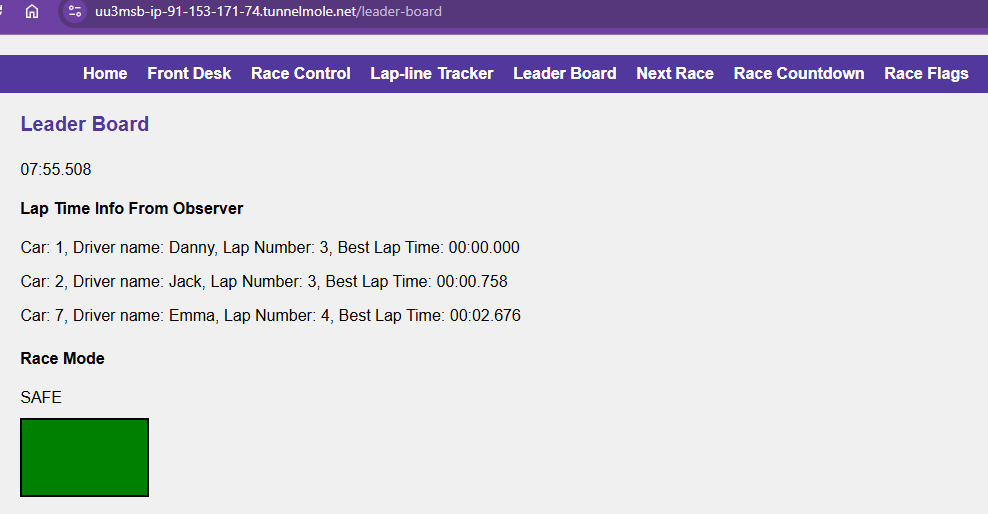 uu3msb-ip-91-153-171-74.tunnelmole.net/leader-board
Home Front Desk Race Control Lap-line Tracker Leader Board Next Race Race Countdown Race Flags
Leader Board
07:55.508
Lap Time Info From Observer
Car: 1, Driver name: Danny, Lap Number: 3, Best Lap Time: 00:00.000
Car: 2, Driver name: Jack, Lap Number: 3, Best Lap Time: 00:00.758
Car: 7, Driver name: Emma, Lap Number: 4, Best Lap Time: 00:02.676
Race Mode
SAFE